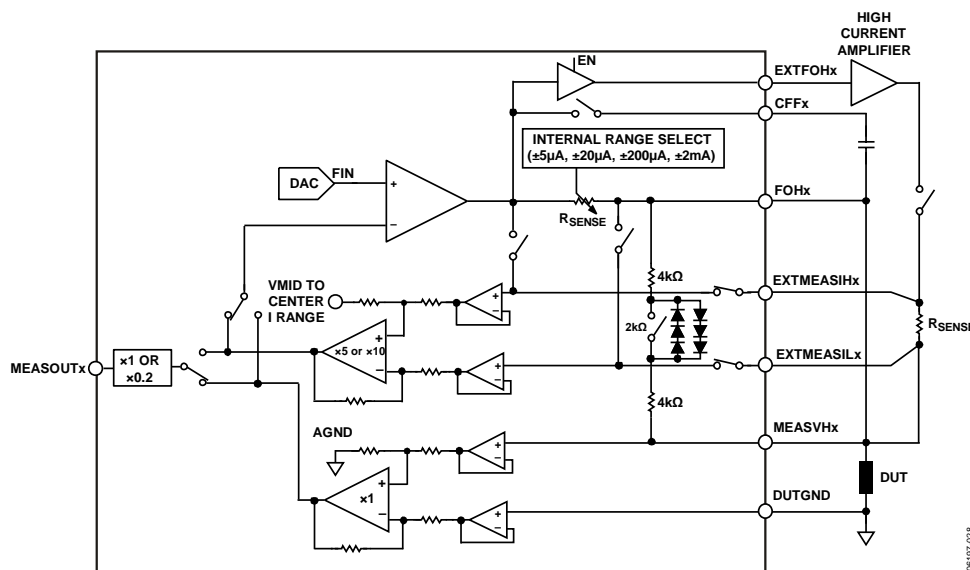 HIGH
CURRENT
AMPLIFIER
EN
EXTFOHx
CFFx
INTERNAL RANGE SELECT
(±5µA, ±20µA, ±200µA, ±2mA)
DAC
FIN
+
–
FOHx
RSENSE
4kΩ
VMID TO
CENTER
I RANGE
+
–
EXTMEASIHx
2kΩ
RSENSE
MEASOUTx
×1 OR
×0.2
+
×5 or ×10
–
+
–
EXTMEASILx
4kΩ
AGND
+
–
MEASVHx
+
×1
–
DUT
+
–
DUTGND
06197-028